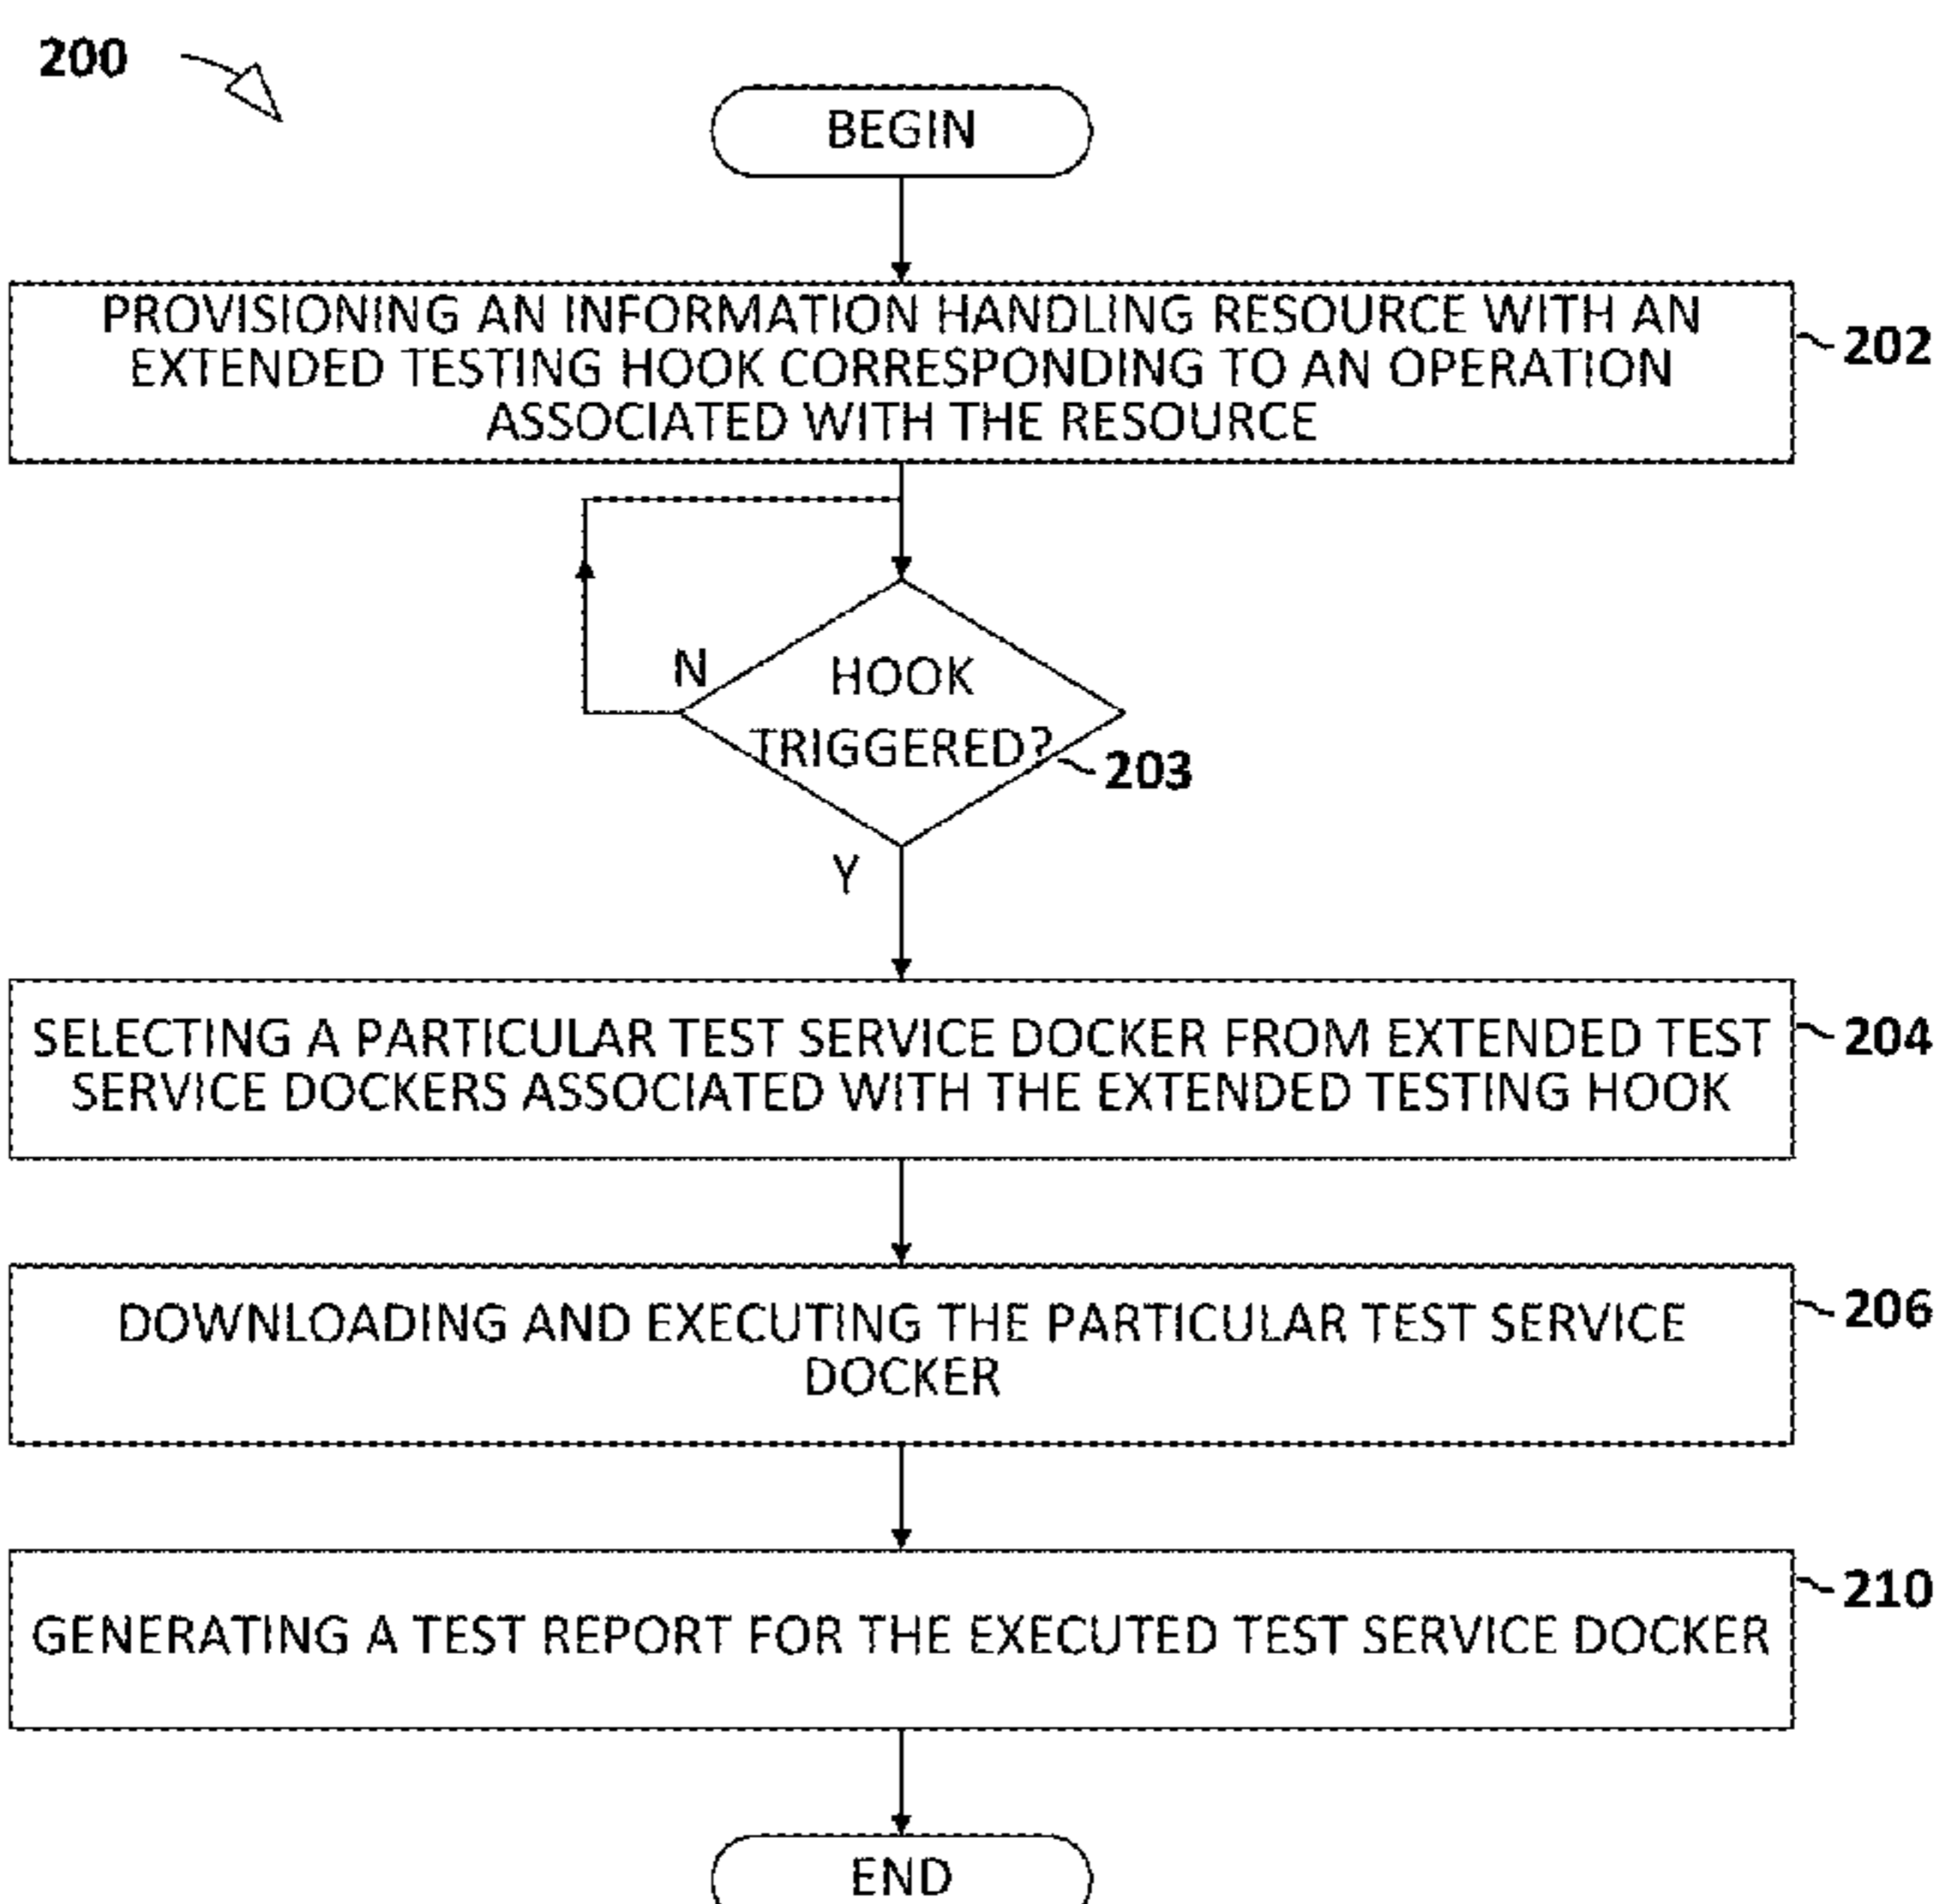 200
BEGIN
PROVISIONING AN INFORMATION HANDLING RESOURCE WITH AN
EXTENDED TESTING HOOK CORRESPONDING TO AN OPERATION
ASSOCIATED WITH THE RESOURCE
202
N
HOOK
TRIGGERED?
203
Y
SELECTING A PARTICULAR TEST SERVICE DOCKER FROM EXTENDED TEST
SERVICE DOCKERS ASSOCIATED WITH THE EXTENDED TESTING HOOK
204
DOWNLOADING AND EXECUTING THE PARTICULAR TEST SERVICE
DOCKER
206
GENERATING A TEST REPORT FOR THE EXECUTED TEST SERVICE DOCKER
210
END